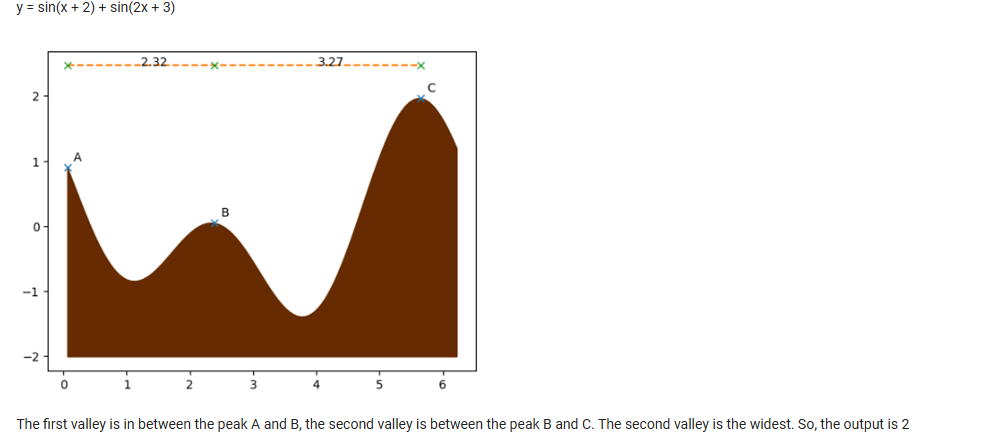 y = sin(x + 2) + sin(2x + 3)
2.32 3.27
C
2
A
1
B
0
−1
−2
0 1 2 3 4 5 6
The first valley is in between the peak A and B, the second valley is between the peak B and C. The second valley is the widest. So, the output is 2